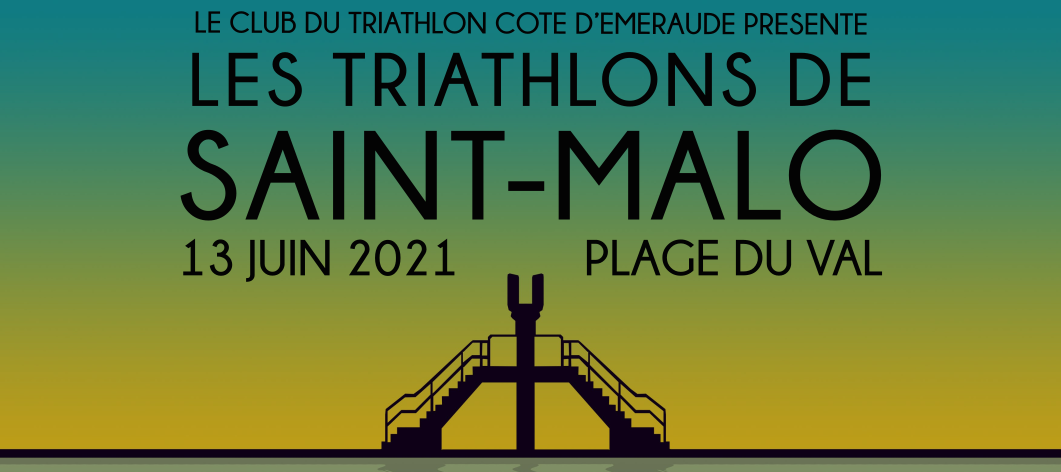 LE CLUB DU TRIATHLON COTE D'EMERAUDE PRESENTE
LES TRIATHLONS DE
SAINT-MALO
13 JUIN 2021 PLAGE DU VAL